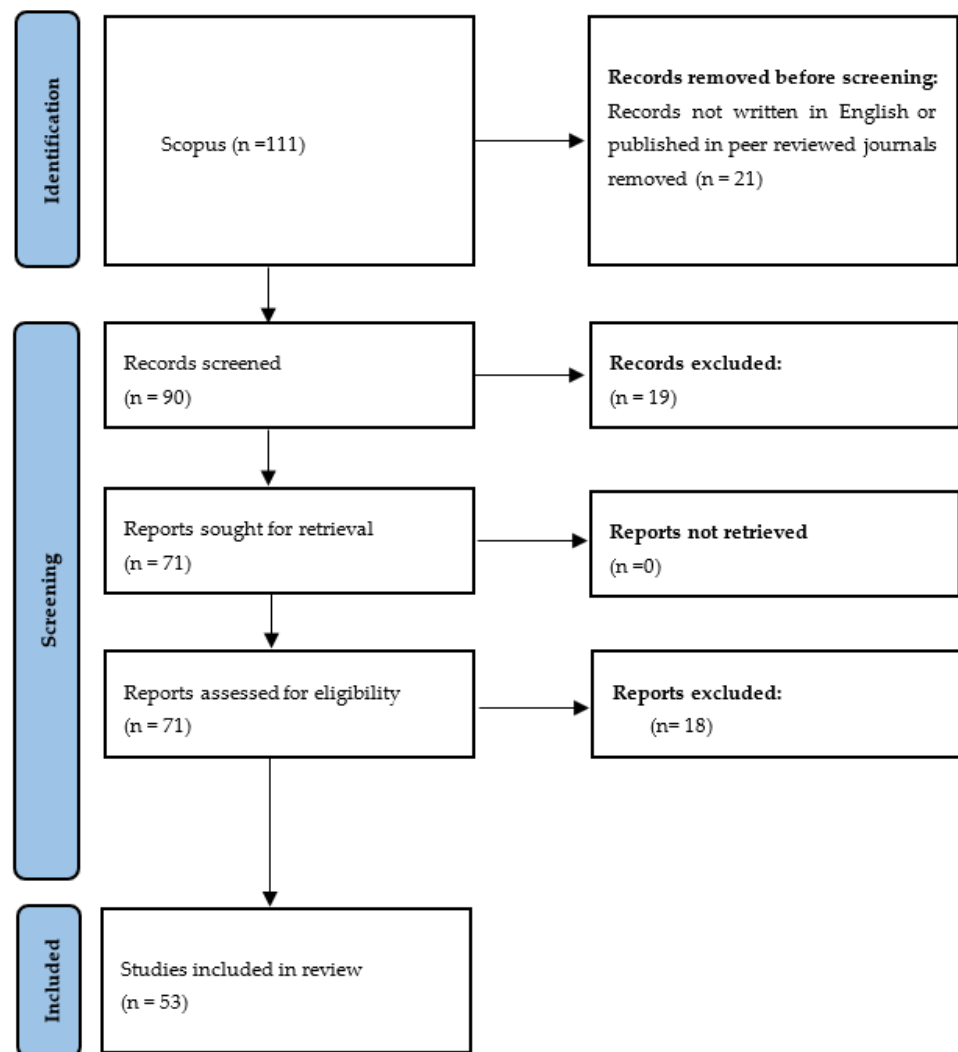 Identification
Scopus (n =111)
Records removed before screening:
Records not written in English or
published in peer reviewed journals
removed (n = 21)
Screening
Records screened
(n = 90)
Records excluded:
(n = 19)
Reports sought for retrieval
(n = 71)
Reports not retrieved
(n =0)
Reports assessed for eligibility
(n = 71)
Reports excluded:
(n= 18)
Included
Studies included in review
(n = 53)